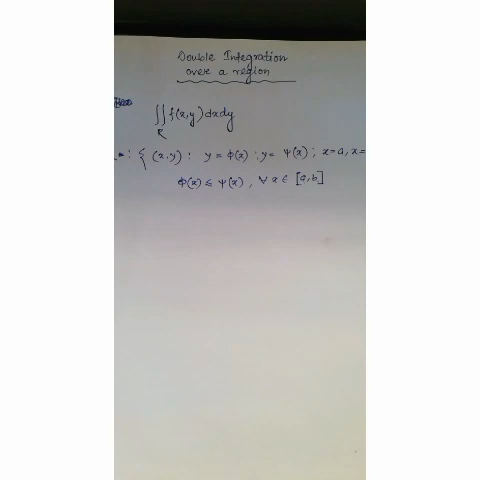 Double Integration
over a region
∬ f(x,y) dxdy
R
: { (x,y) : y = Φ(x) ; y = Ψ(x) ; x=a, x=
Φ(x) ≤ Ψ(x), ∀ x ∈ [a,b]